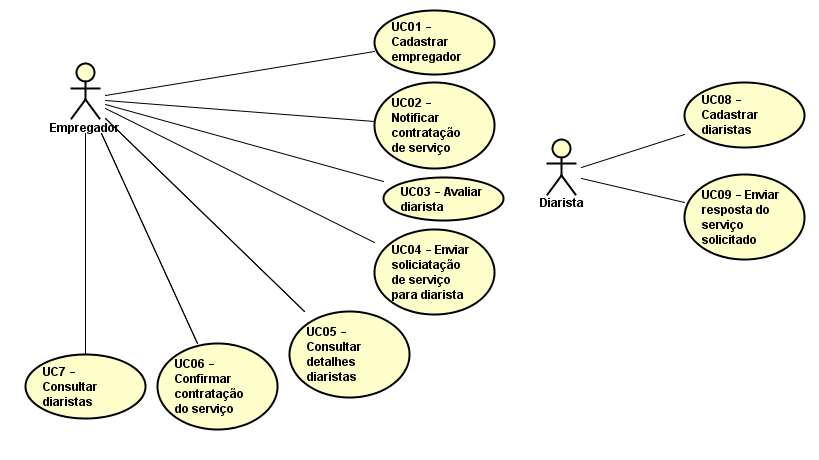 UC01 –
Cadastrar
empregador
Empregador
UC02 –
Notificar
contratação
de serviço
UC03 – Avaliar
diarista
UC04 – Enviar
soliciatação
de serviço
para diarista
UC05 –
Consultar
detalhes
diaristas
UC06 –
Confirmar
contratação
do serviço
UC7 –
Consultar
diaristas
Diarista
UC08 –
Cadastrar
diaristas
UC09 – Enviar
resposta do
serviço
solicitado